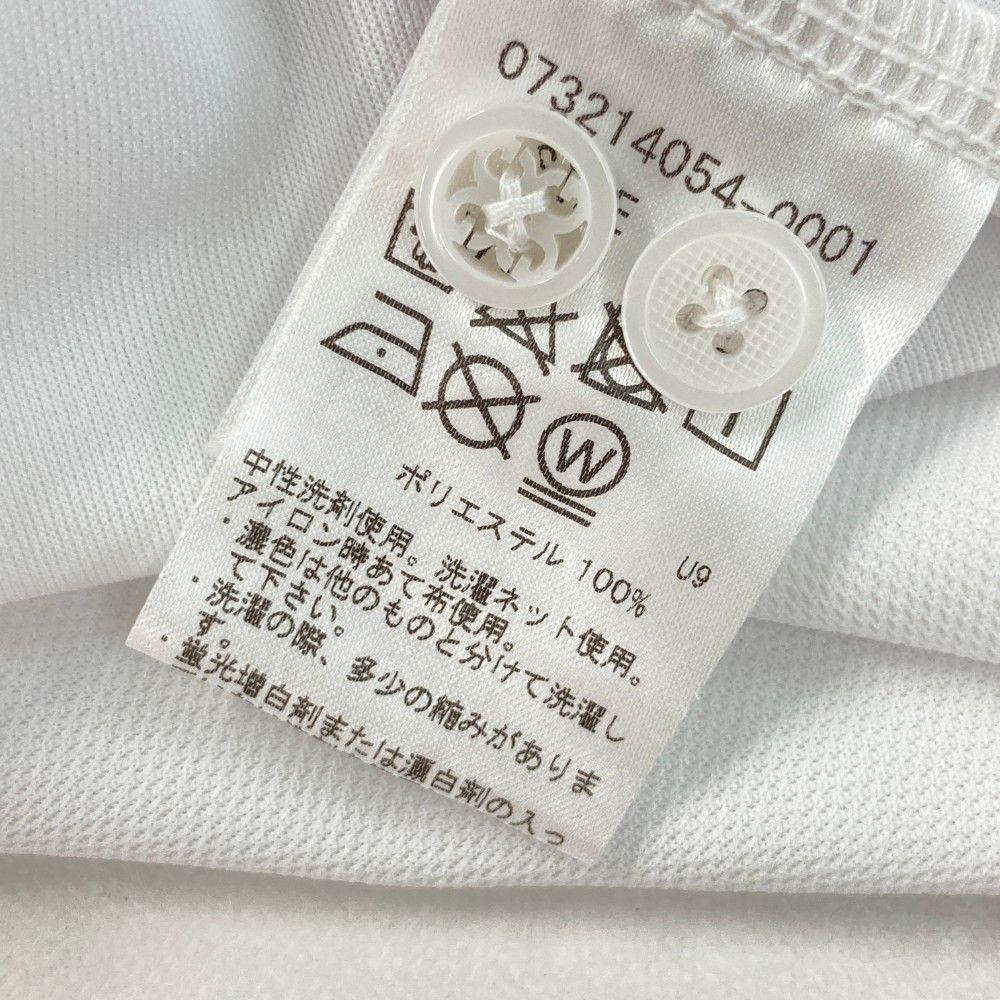 073214054-0001
W
ポリエステル 100%
U9
中性洗剤使用。洗濯ネット使用。
アイロン時あて布使用。
・濃色は他のものと分けて洗濯し
て下さい。
・洗濯の際、多少の縮みがありま
す。
蛍光増白剤または漂白剤の入っ